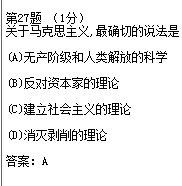 第27题 （1分）
关于马克思主义,最确切的说法是
(A)无产阶级和人类解放的科学
(B)反对资本家的理论
(C)建立社会主义的理论
(D)消灭剥削的理论
答案: A